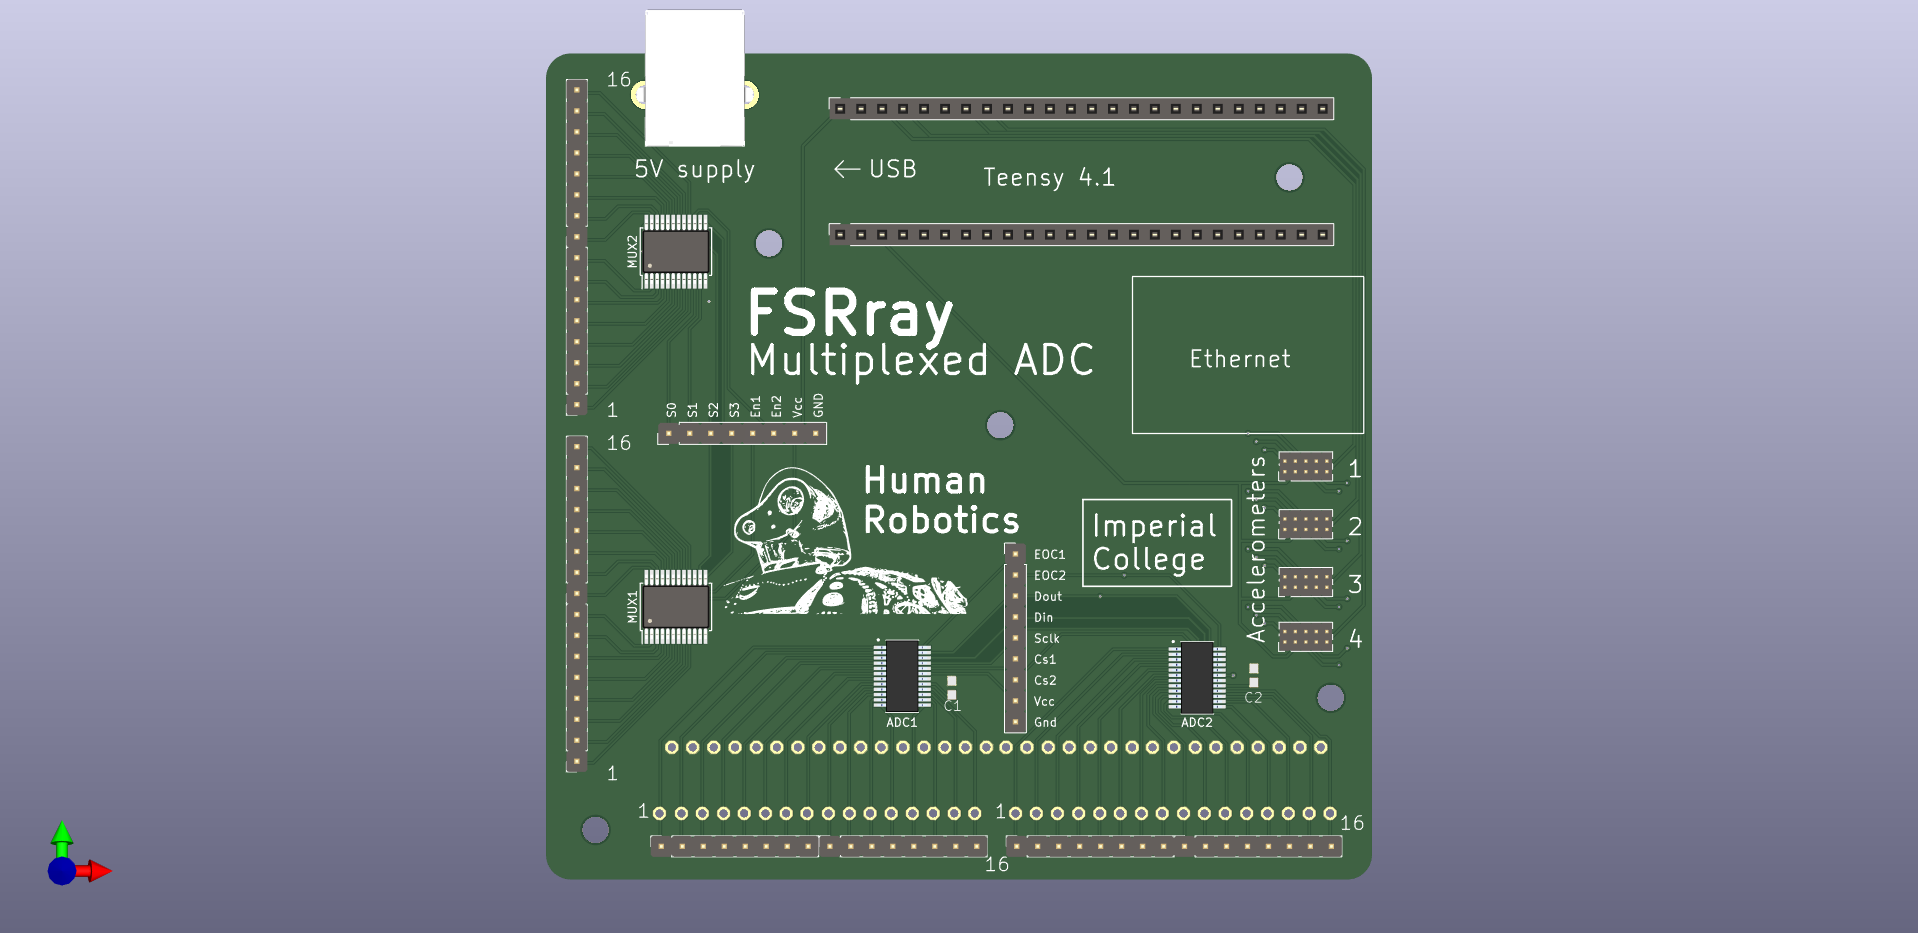 16
5V supply
← USB
Teensy 4.1
MUX2
FSRray
Multiplexed ADC
Ethernet
1
S0
S1
S2
S3
En1
En2
Vcc
GND
16
Human
Robotics
Imperial
College
Accelerometers
1
2
3
4
EOC1
EOC2
Dout
Din
Sclk
Cs1
Cs2
Vcc
Gnd
MUX1
C1
ADC1
C2
ADC2
1
1
1
16
16